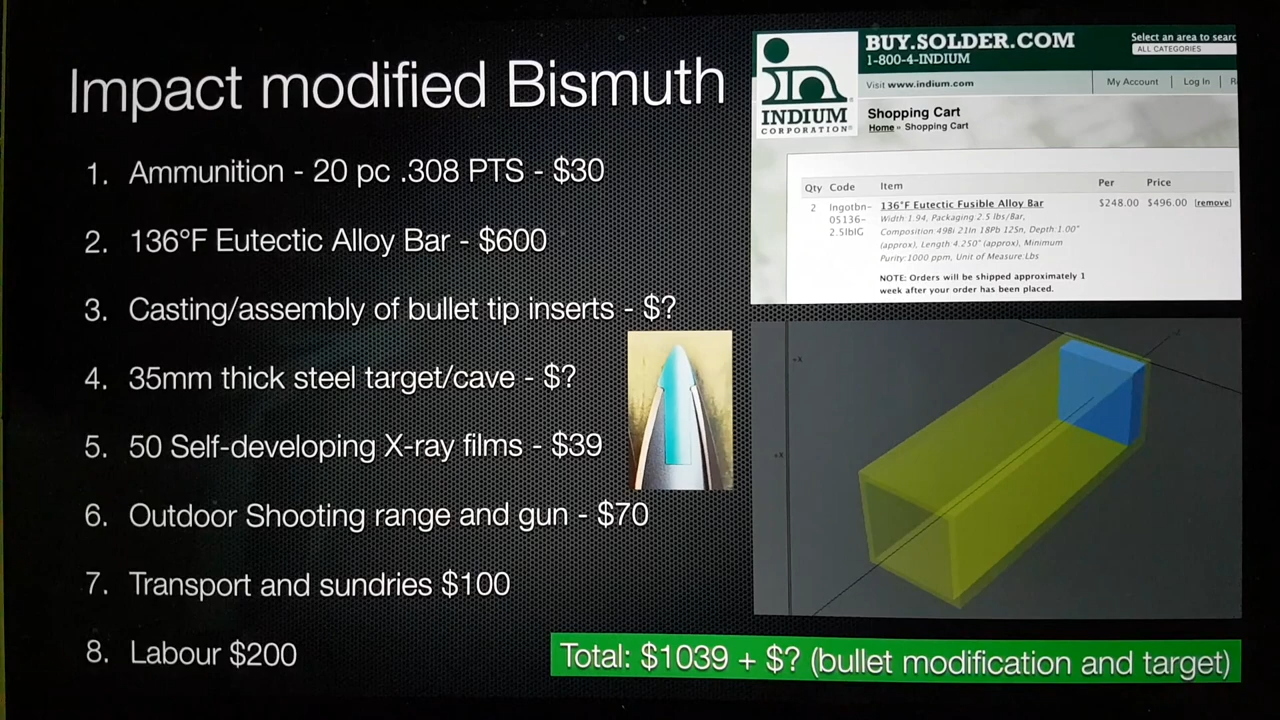 Impact modified Bismuth
1. Ammunition - 20 pc .308 PTS - $30
2. 136°F Eutectic Alloy Bar - $600
3. Casting/assembly of bullet tip inserts - $?
4. 35mm thick steel target/cave - $?
5. 50 Self-developing X-ray films - $39
6. Outdoor Shooting range and gun - $70
7. Transport and sundries $100
8. Labour $200
INDIUM
CORPORATION®
BUY.SOLDER.COM
1-800-4-INDIUM
Select an area to searc
ALL CATEGORIES
Visit www.indium.com
My Account | Log In | R
Shopping Cart
Home » Shopping Cart
Qty Code Item Per Price
2 Ingotbn- 136°F Eutectic Fusible Alloy Bar $248.00 $496.00 [remove]
05136- Width:1.94, Packaging:2.5 lbs/Bar,
2.5lbIG Composition:49Bi 21In 18Pb 12Sn, Depth:1.00"
(approx), Length:4.250" (approx), Minimum
Purity:1000 ppm, Unit of Measure:Lbs
NOTE: Orders will be shipped approximately 1
week after your order has been placed.
Total: $1039 + $? (bullet modification and target)